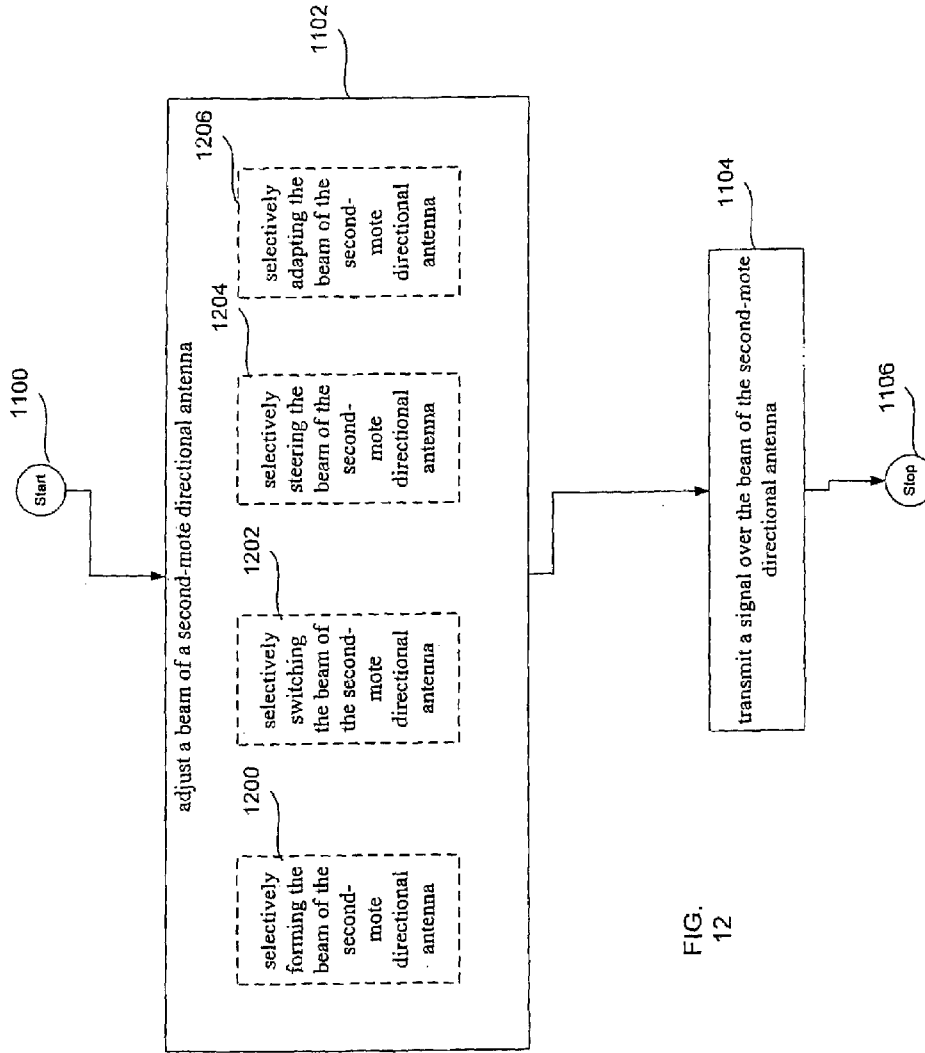 1100
Start
1102
adjust a beam of a second-mote directional antenna
1200
selectively
forming the
beam of the
second-
mote
directional
antenna
1202
selectively
switching
the beam of
the second-
mote
directional
antenna
1204
selectively
steering the
beam of the
second-
mote
directional
antenna
1206
selectively
adapting the
beam of the
second-
mote
directional
antenna
1104
transmit a signal over the beam of the second-mote
directional antenna
1106
Stop
FIG.
12